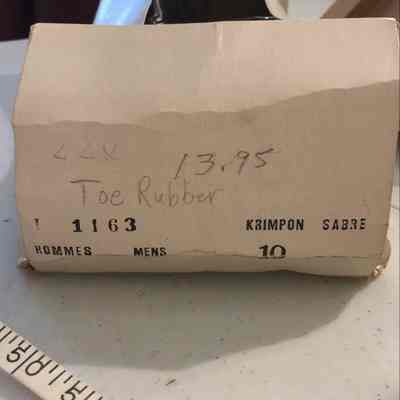 13.95
Toe Rubber
1163 KRIMPON SABRE
HOMMES MENS 10